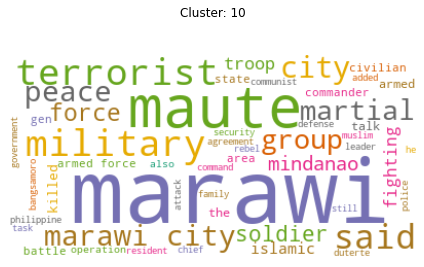 Cluster: 10
terrorist
troop
city
civilian
state
communist
added
armed
peace
maute
commander
martial
gen
force
defense
talk
security
agreement
muslim
government
military
group
rebel
leader
he
area
mindanao
fighting
armed force
also
bangsamoro
killed
marawi
command
attack
family
still
police
the
philippine
task
marawi city
soldier
said
battle
operation
resident
chief
islamic
duterte